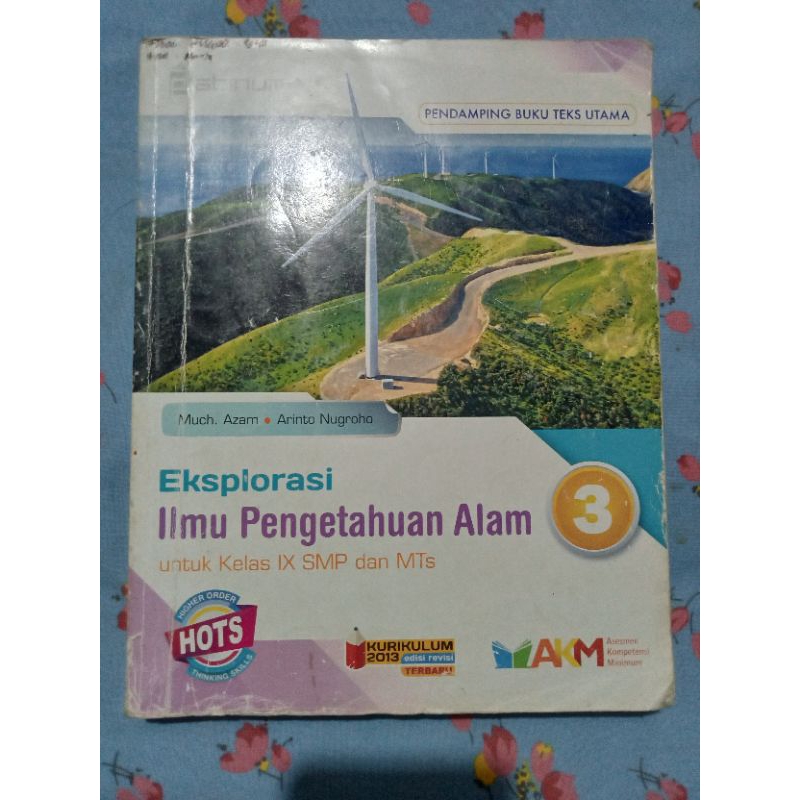 PENDAMPING BUKU TEKS UTAMA
Much. Azam • Arinto Nugroho
Eksplorasi
Ilmu Pengetahuan Alam
3
untuk Kelas IX SMP dan MTs
HIGHER ORDER
HOTS
THINKING SKILLS
KURIKULUM
2013 edisi revisi
TERBARU
AKM
Asesmen
Kompetensi
Minimum